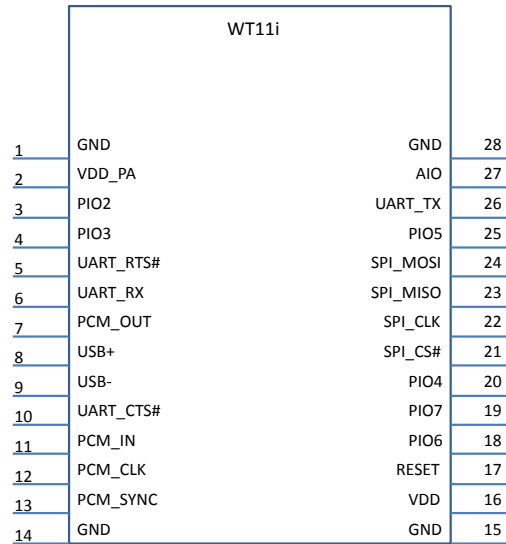 WT11i
1 GND GND 28
2 VDD_PA AIO 27
3 PIO2 UART_TX 26
4 PIO3 PIO5 25
5 UART_RTS# SPI_MOSI 24
6 UART_RX SPI_MISO 23
7 PCM_OUT SPI_CLK 22
8 USB+ SPI_CS# 21
9 USB- PIO4 20
10 UART_CTS# PIO7 19
11 PCM_IN PIO6 18
12 PCM_CLK RESET 17
13 PCM_SYNC VDD 16
14 GND GND 15